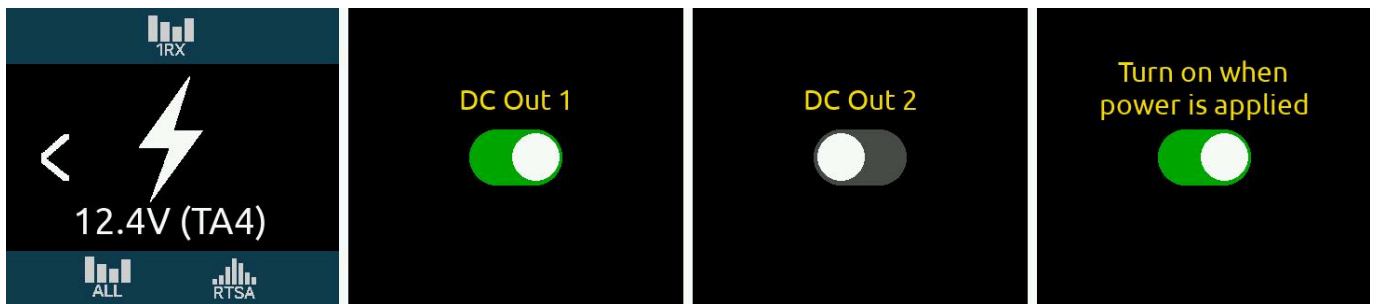 1RX
12.4V (TA4)
ALL
RTSA
DC Out 1
DC Out 2
Turn on when
power is applied